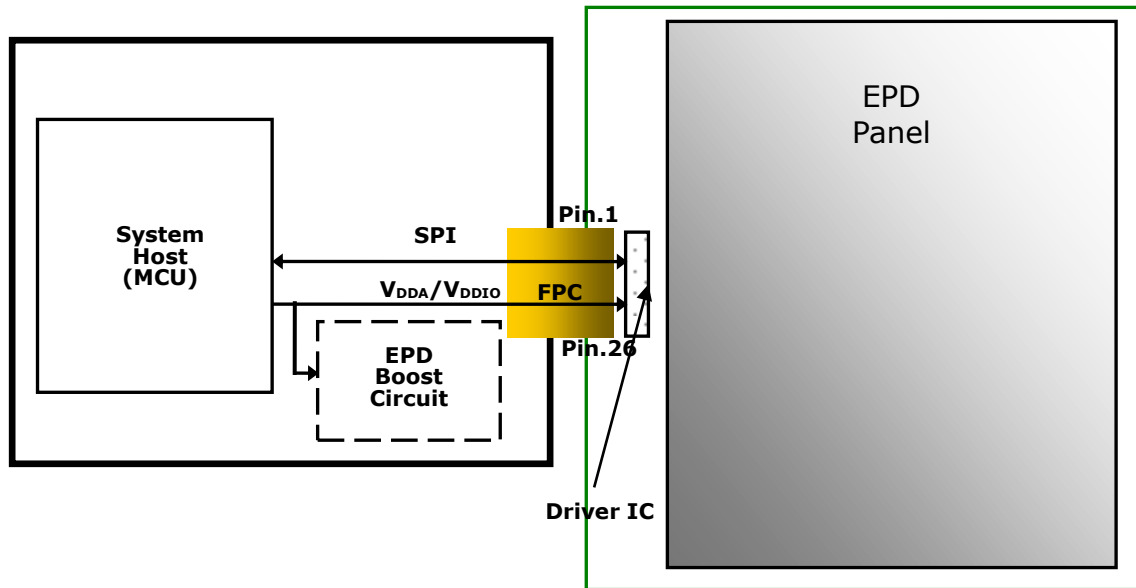 EPD
Panel
Pin.1
System
Host
(MCU)
SPI
VDDA/VDDIO
FPC
Pin.26
EPD
Boost
Circuit
Driver IC